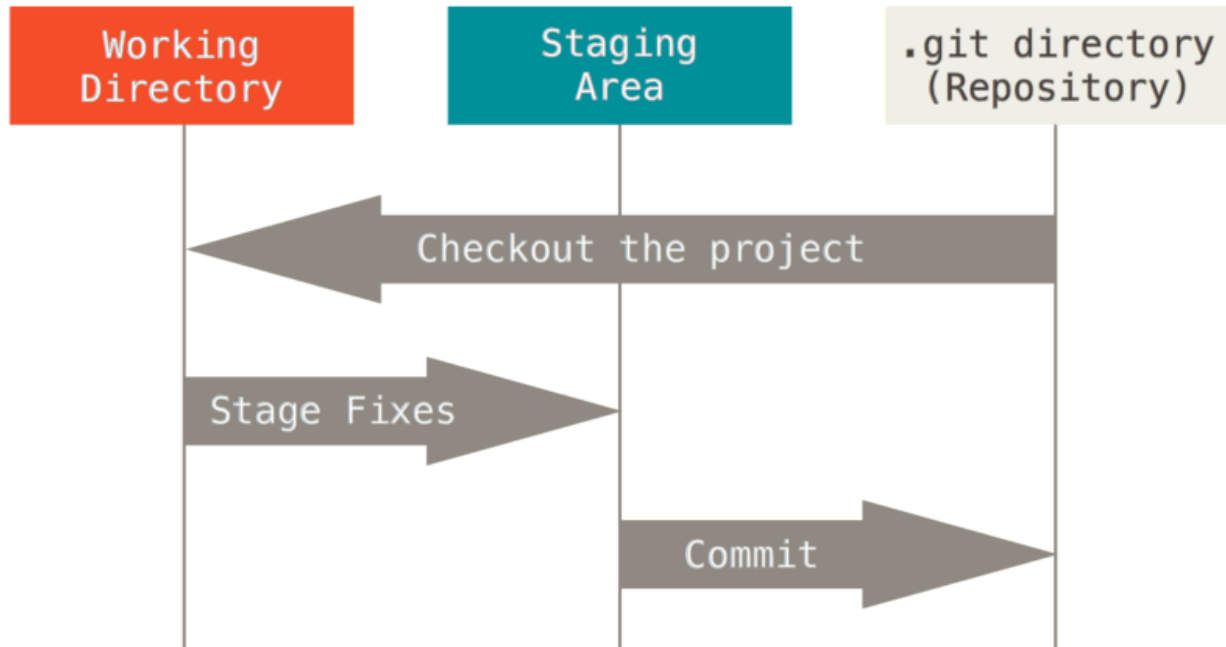 Working
Directory
Staging
Area
.git directory
(Repository)
Checkout the project
Stage Fixes
Commit